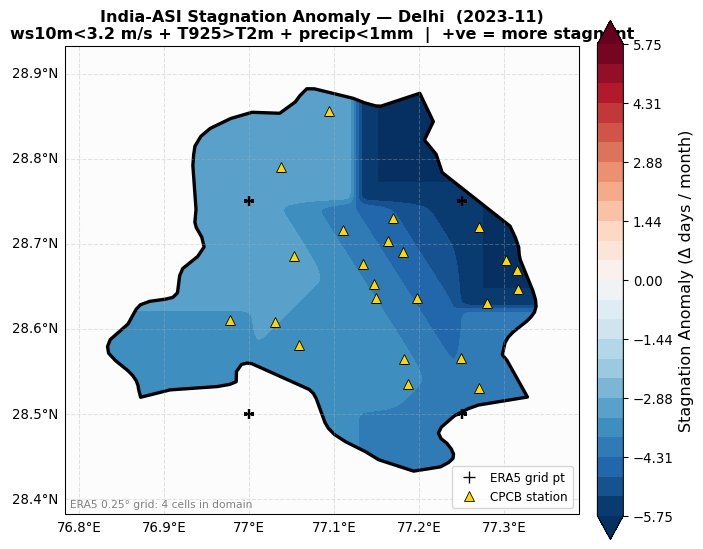 India-ASI Stagnation Anomaly — Delhi  (2023-11)
ws10m<3.2 m/s + T925>T2m + precip<1mm  |  +ve = more stagnant
28.9°N
28.8°N
28.7°N
28.6°N
28.5°N
28.4°N
76.8°E
76.9°E
77°E
77.1°E
77.2°E
77.3°E
ERA5 0.25° grid: 4 cells in domain
ERA5 grid pt
CPCB station
5.75
4.31
2.88
1.44
0.00
−1.44
−2.88
−4.31
−5.75
Stagnation Anomaly (Δ days / month)